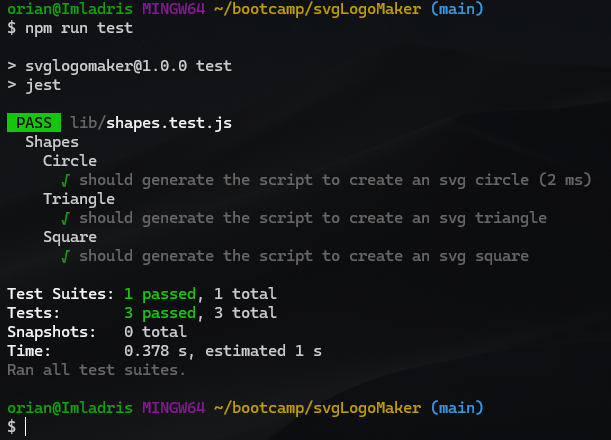 orian@Imladris MINGW64 ~/bootcamp/svgLogoMaker (main)
$ npm run test
> svglogomaker@1.0.0 test
> jest
PASS lib/shapes.test.js
Shapes
Circle
√ should generate the script to create an svg circle (2 ms)
Triangle
√ should generate the script to create an svg triangle
Square
√ should generate the script to create an svg square
Test Suites: 1 passed, 1 total
Tests: 3 passed, 3 total
Snapshots: 0 total
Time: 0.378 s, estimated 1 s
Ran all test suites.
orian@Imladris MINGW64 ~/bootcamp/svgLogoMaker (main)
$